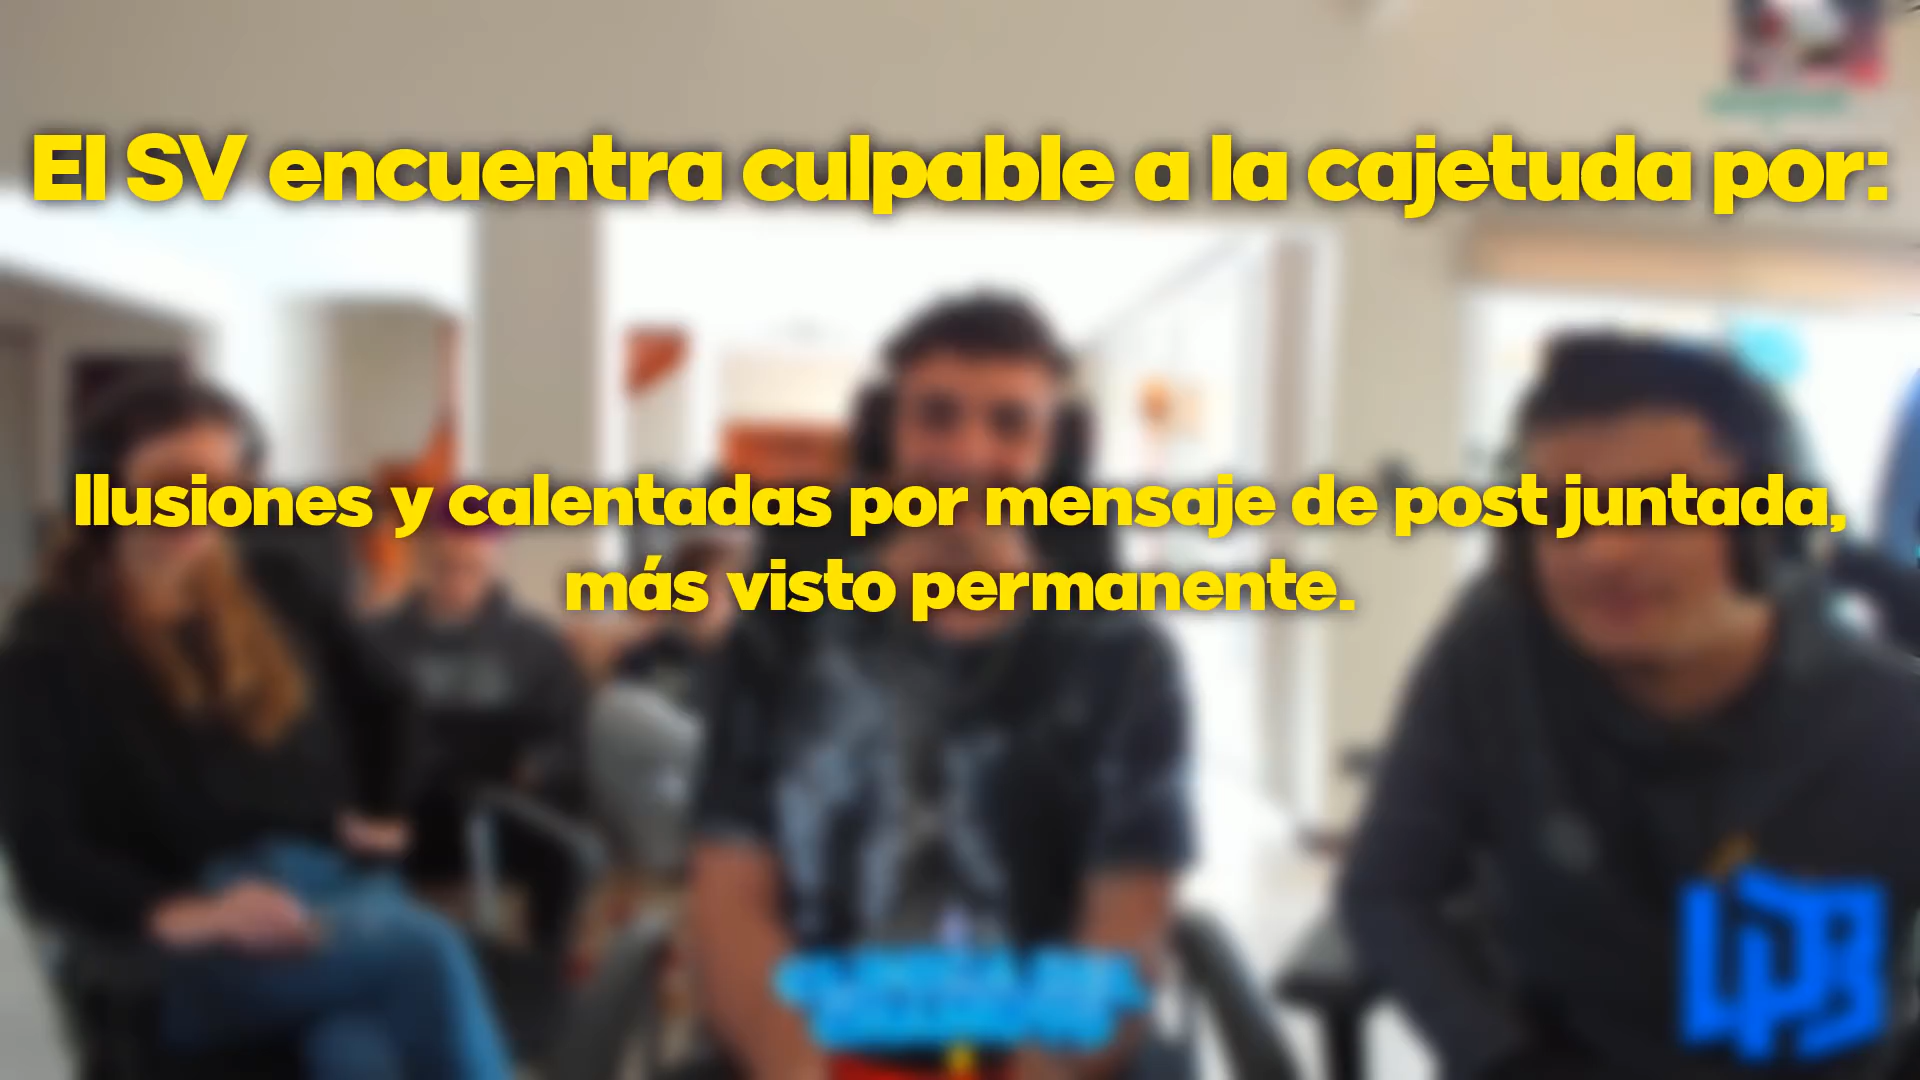 El SV encuentra culpable a la cajetuda por:
Ilusiones y calentadas por mensaje de post juntada,
más visto permanente.